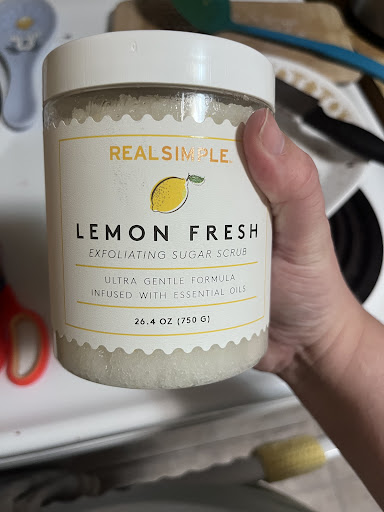 REALSIMPLE
LEMON FRESH
EXFOLIATING SUGAR SCRUB
ULTRA GENTLE FORMULA
INFUSED WITH ESSENTIAL OILS
26.4 OZ (750 G)